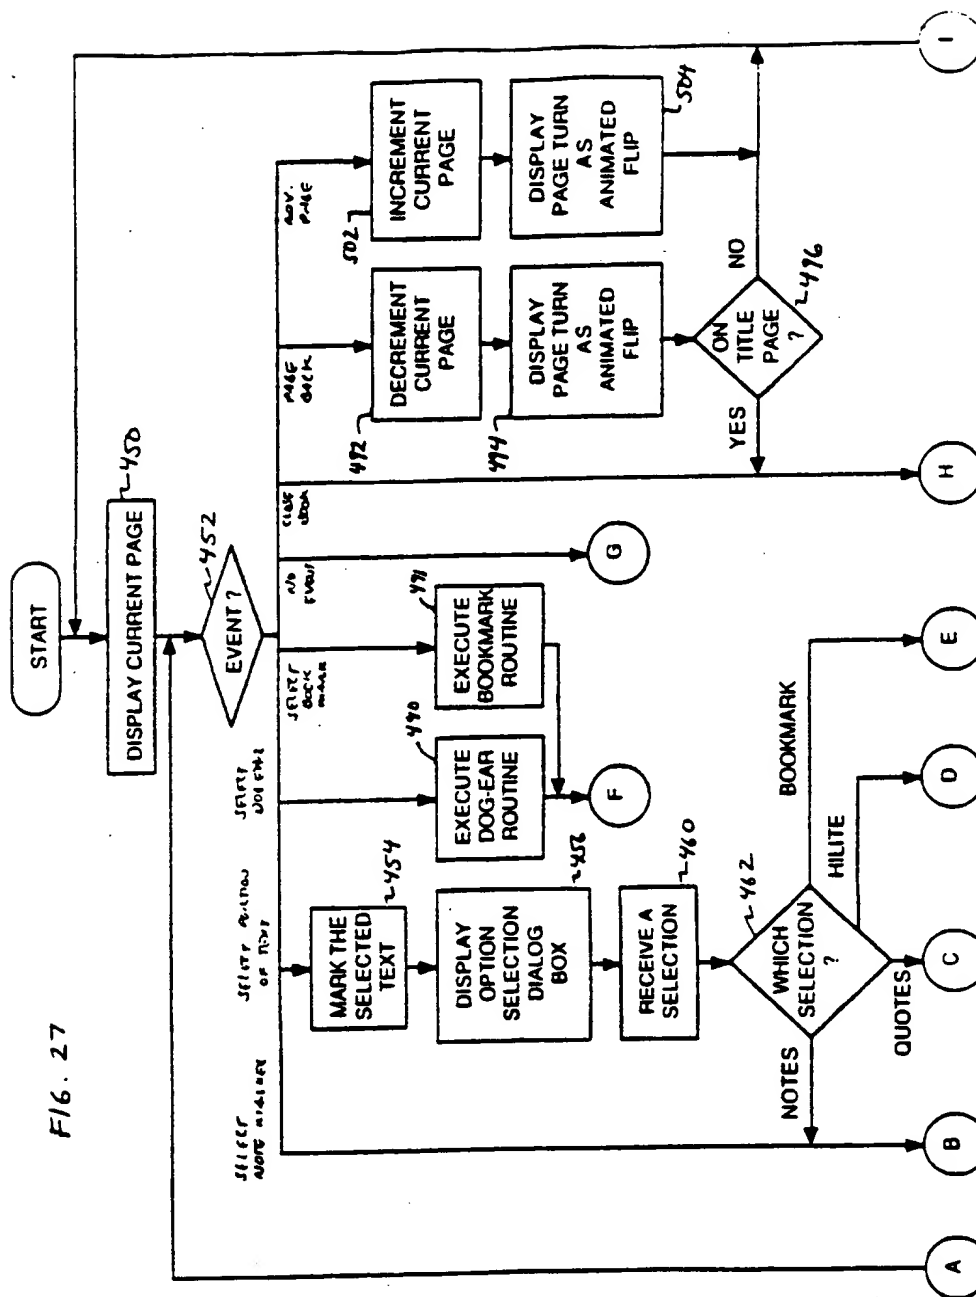 FIG. 27
START
DISPLAY CURRENT PAGE
450
EVENT ?
452
SELECT
NOTE MARKER
SELECT PORTION
OF TEXT
SELECT
DOG EAR
SELECT
BOOK
MARK
NO
EVENT
CLOSE
BOOK
PAGE
BACK
ADV.
PAGE
MARK THE
SELECTED
TEXT
454
DISPLAY
OPTION
SELECTION
DIALOG
BOX
456
RECEIVE A
SELECTION
460
WHICH
SELECTION
?
462
NOTES
QUOTES
HILITE
BOOKMARK
490
EXECUTE
DOG-EAR
ROUTINE
491
EXECUTE
BOOKMARK
ROUTINE
492
DECREMENT
CURRENT
PAGE
494
DISPLAY
PAGE TURN
AS
ANIMATED
FLIP
ON
TITLE
PAGE
?
496
YES
NO
502
INCREMENT
CURRENT
PAGE
DISPLAY
PAGE TURN
AS
ANIMATED
FLIP
504
A
B
C
D
E
F
G
H
I